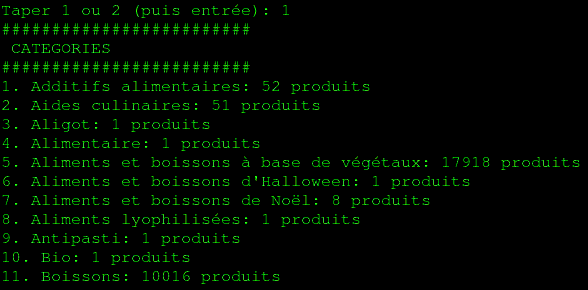 Taper 1 ou 2 (puis entrée): 1
#########################
CATEGORIES
#########################
1. Additifs alimentaires: 52 produits
2. Aides culinaires: 51 produits
3. Aligot: 1 produits
4. Alimentaire: 1 produits
5. Aliments et boissons à base de végétaux: 17918 produits
6. Aliments et boissons d'Halloween: 1 produits
7. Aliments et boissons de Noël: 8 produits
8. Aliments lyophilisées: 1 produits
9. Antipasti: 1 produits
10. Bio: 1 produits
11. Boissons: 10016 produits